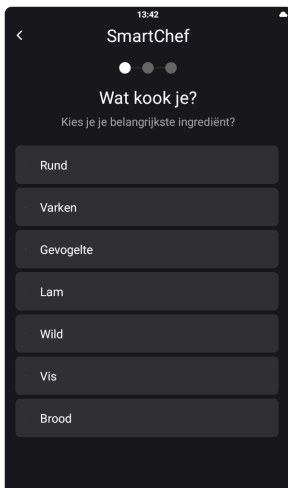 13:42
SmartChef
Wat kook je?
Kies je je belangrijkste ingrediënt?
Rund
Varken
Gevogelte
Lam
Wild
Vis
Brood